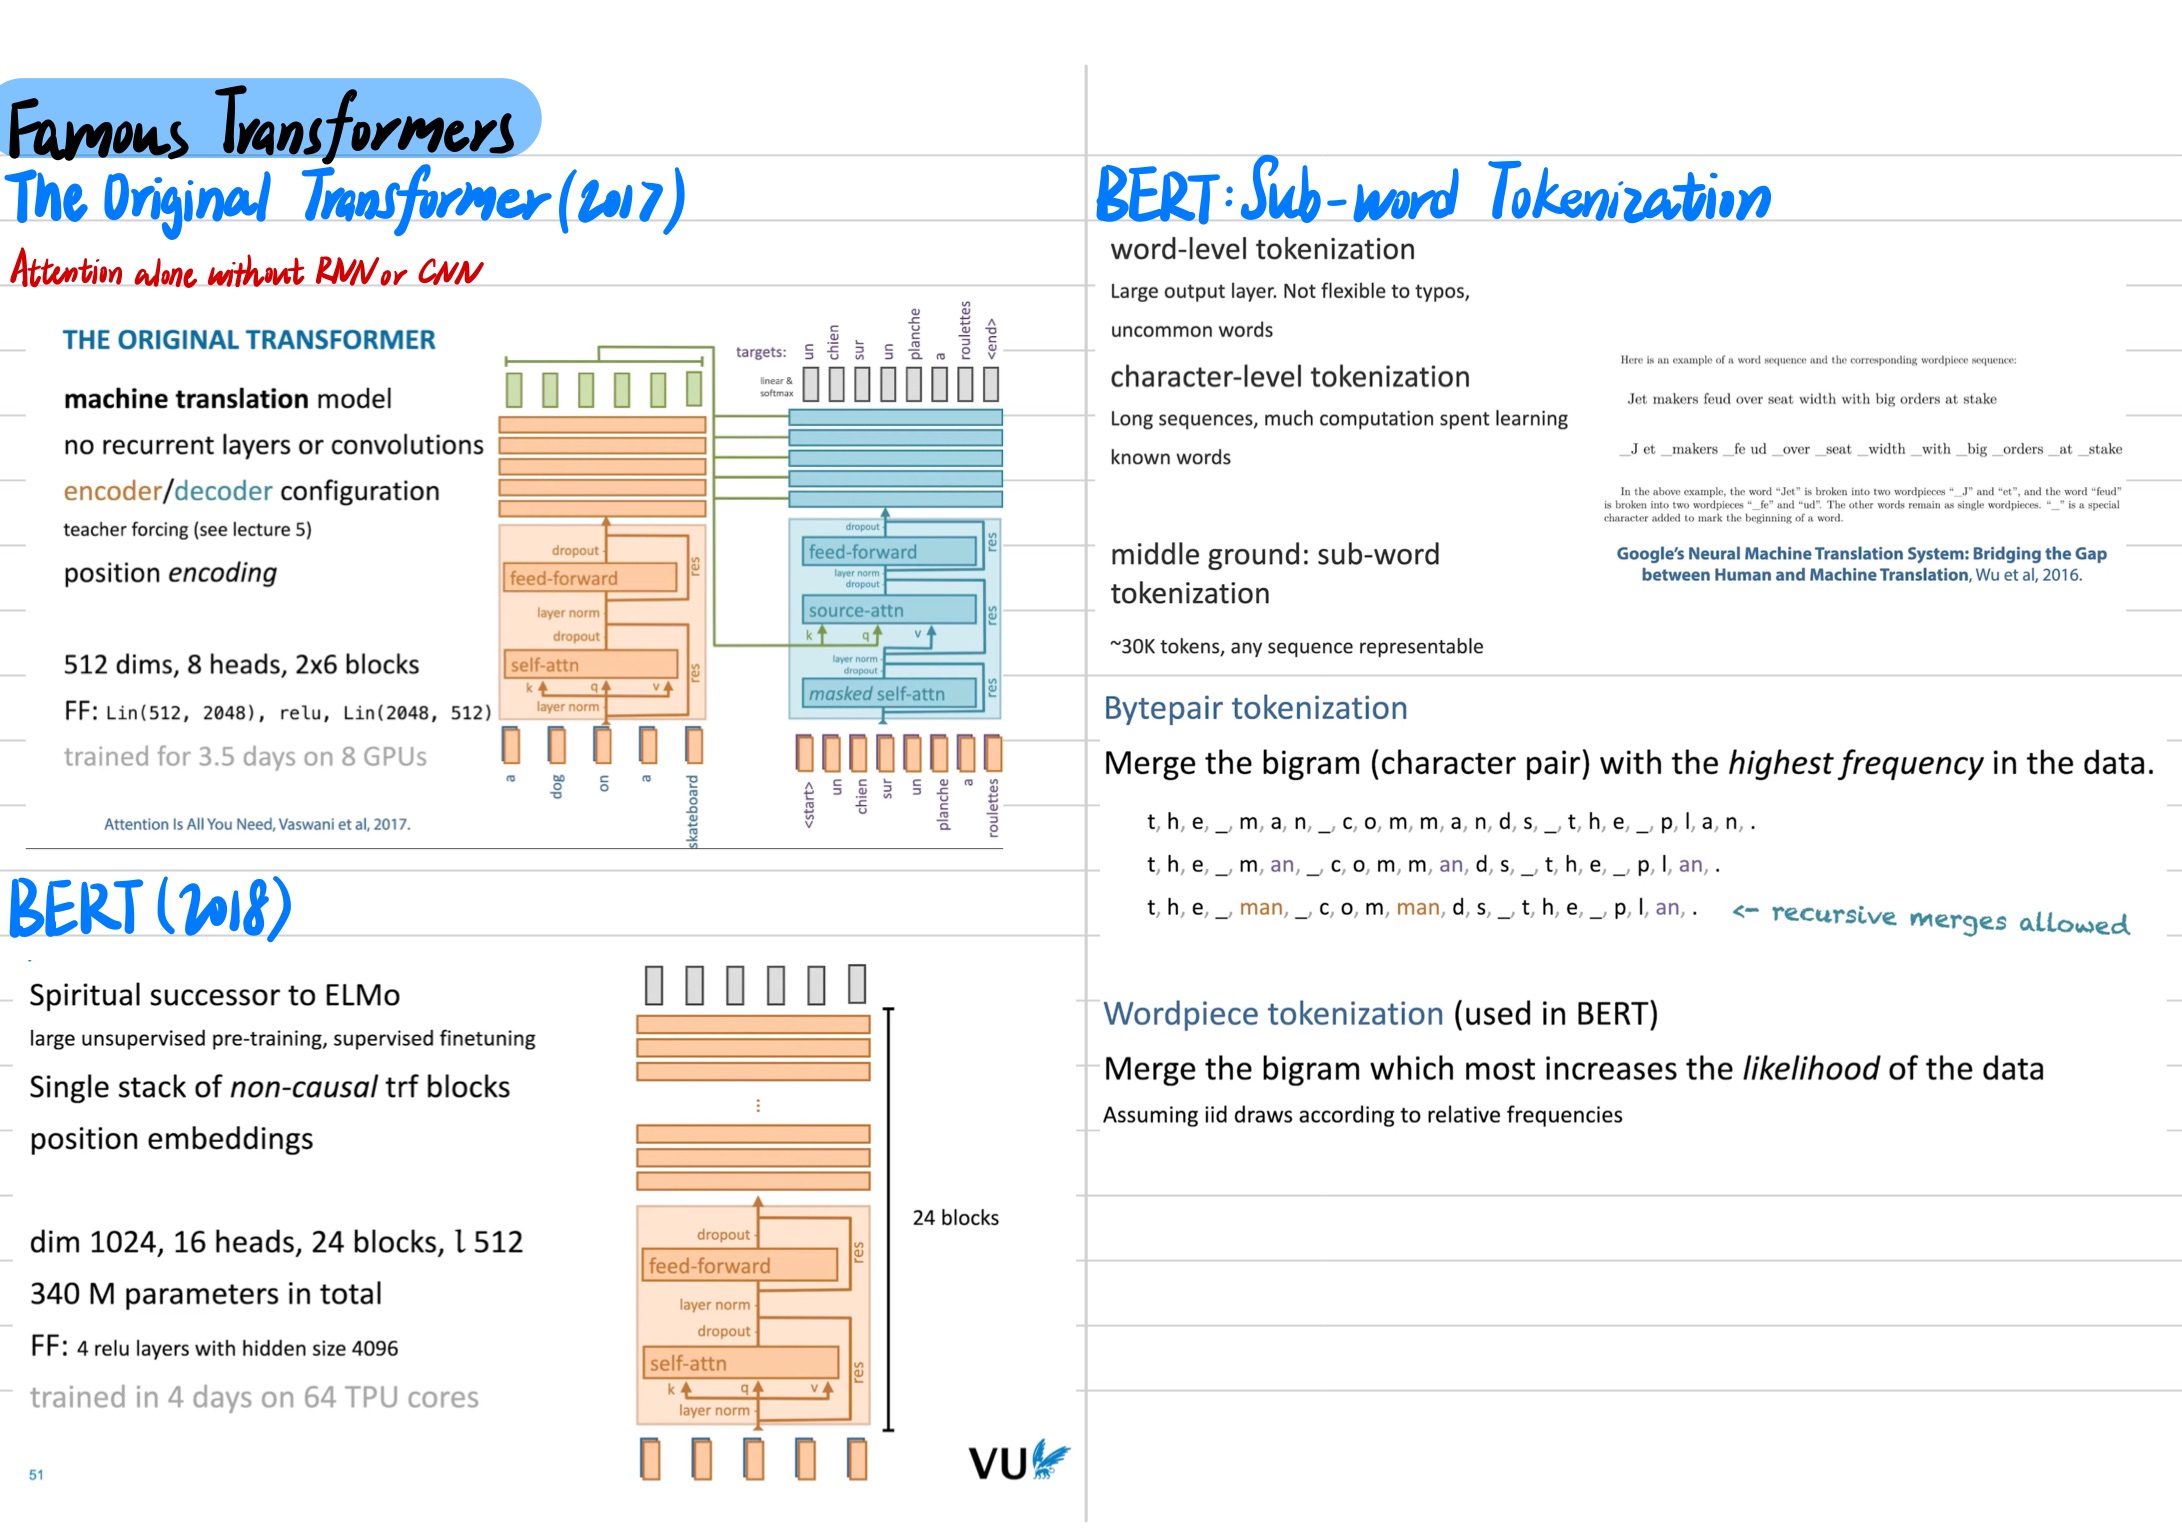 Famous Transformers
The Original Transformer (2017)
Attention alone without RNN or CNN
THE ORIGINAL TRANSFORMER
machine translation model
no recurrent layers or convolutions
encoder/decoder configuration
teacher forcing (see lecture 5)
position encoding
512 dims, 8 heads, 2x6 blocks
FF: Lin(512, 2048), relu, Lin(2048, 512)
trained for 3.5 days on 8 GPUs
Attention Is All You Need, Vaswani et al, 2017.
targets:
un
chien
sur
un
planche
a
roulettes
<end>
linear &
softmax
dropout
feed-forward
res
layer norm
dropout
self-attn
res
k q v
layer norm
a
dog
on
a
skateboard
dropout
feed-forward
res
layer norm
dropout
source-attn
res
k q v
layer norm
dropout
masked self-attn
res
<start>
un
chien
sur
un
planche
a
roulettes
BERT (2018)
Spiritual successor to ELMo
large unsupervised pre-training, supervised finetuning
Single stack of non-causal trf blocks
position embeddings
dim 1024, 16 heads, 24 blocks, l 512
340 M parameters in total
FF: 4 relu layers with hidden size 4096
trained in 4 days on 64 TPU cores
51
⋮
dropout
feed-forward
res
layer norm
dropout
self-attn
res
k q v
layer norm
24 blocks
VU
BERT: Sub-word Tokenization
word-level tokenization
Large output layer. Not flexible to typos,
uncommon words
character-level tokenization
Long sequences, much computation spent learning
known words
middle ground: sub-word
tokenization
~30K tokens, any sequence representable
Here is an example of a word sequence and the corresponding wordpiece sequence:
Jet makers feud over seat width with big orders at stake
_J et _makers _fe ud _over _seat _width _with _big _orders _at _stake
In the above example, the word “Jet” is broken into two wordpieces “_J” and “et”, and the word “feud”
is broken into two wordpieces “_fe” and “ud”. The other words remain as single wordpieces. “_” is a special
character added to mark the beginning of a word.
Google’s Neural Machine Translation System: Bridging the Gap
between Human and Machine Translation, Wu et al, 2016.
Bytepair tokenization
Merge the bigram (character pair) with the highest frequency in the data.
t, h, e, _, m, a, n, _, c, o, m, m, a, n, d, s, _, t, h, e, _, p, l, a, n, .
t, h, e, _, m, an, _, c, o, m, m, an, d, s, _, t, h, e, _, p, l, an, .
t, h, e, _, man, _, c, o, m, man, d, s, _, t, h, e, _, p, l, an, . <- recursive merges allowed
Wordpiece tokenization (used in BERT)
Merge the bigram which most increases the likelihood of the data
Assuming iid draws according to relative frequencies